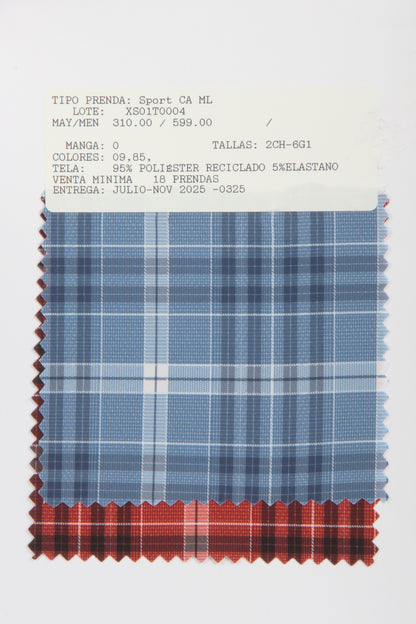 TIPO PRENDA: Sport CA ML
LOTE: XS01T0004
MAY/MEN 310.00 / 599.00 /
MANGA: 0 TALLAS: 2CH-6G1
COLORES: 09,85,
TELA: 95% POLIÉSTER RECICLADO 5%ELASTANO
VENTA MINIMA 18 PRENDAS
ENTREGA: JULIO-NOV 2025 -0325